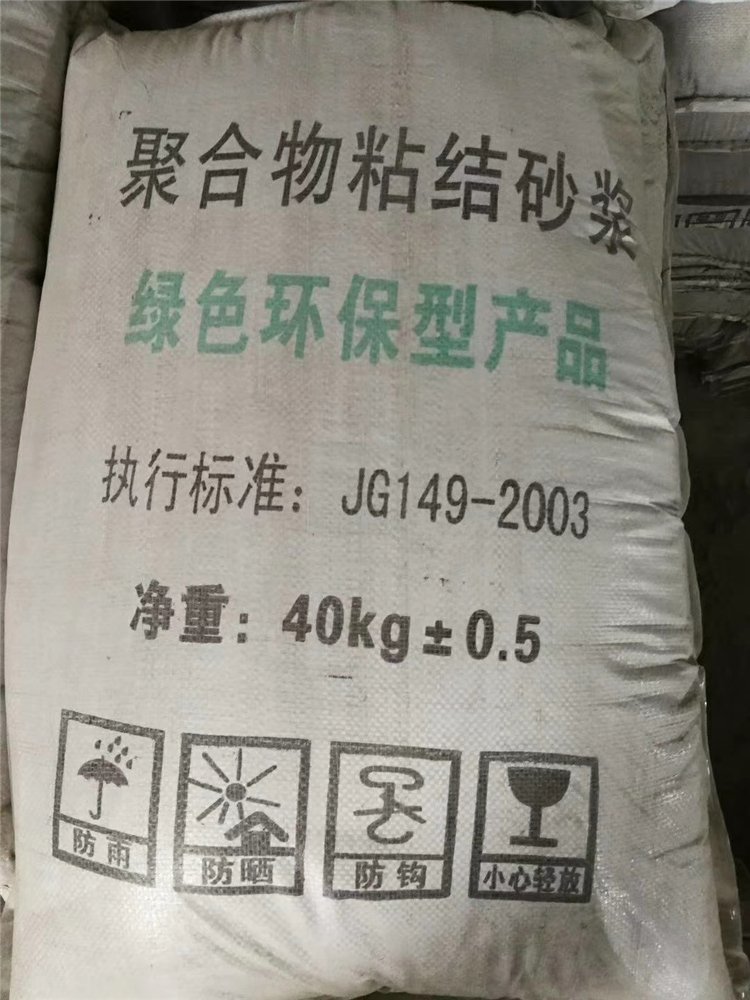 聚合物粘结砂浆
绿色环保型产品
执行标准：JG149-2003
净重：40kg±0.5
防雨 防晒 防钩 小心轻放